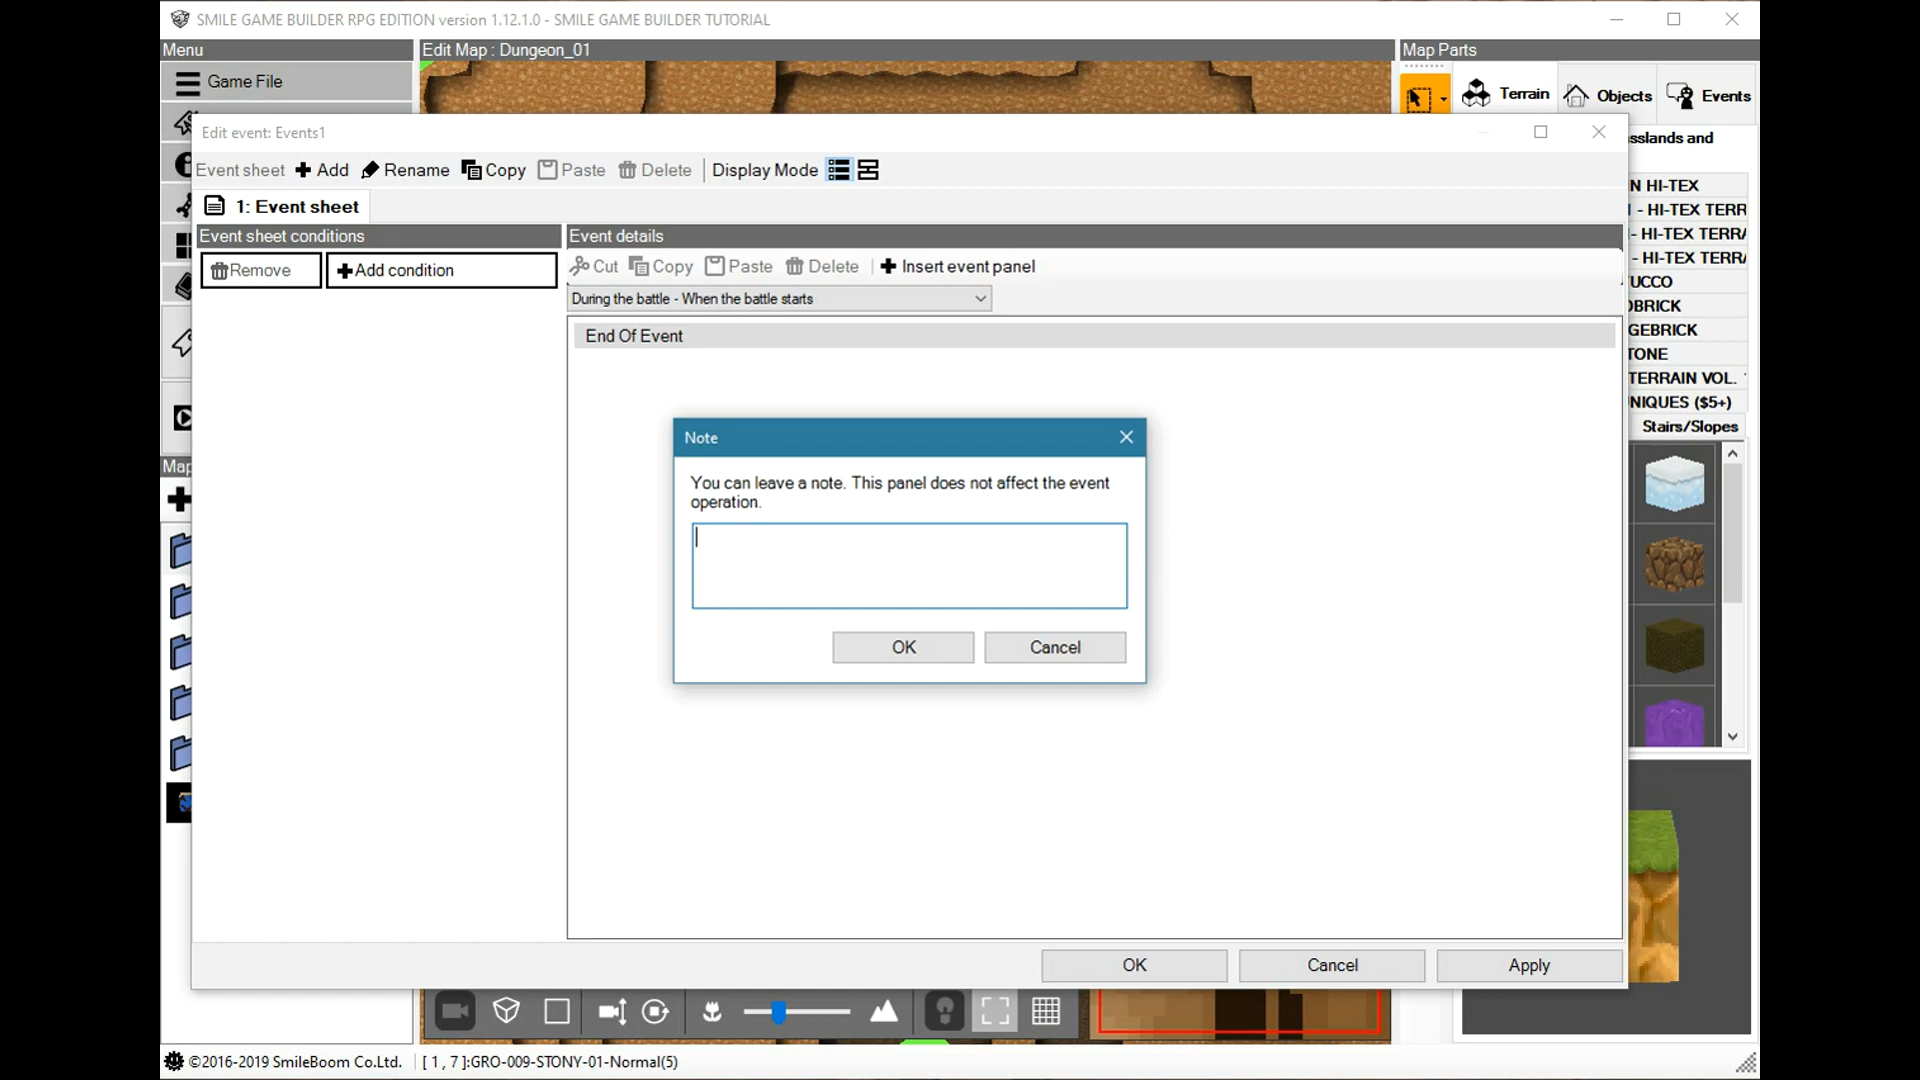 SMILE GAME BUILDER RPG EDITION version 1.12.1.0 - SMILE GAME BUILDER TUTORIAL
Menu
Edit Map : Dungeon_01
Map Parts
Game File
Terrain
Objects
Events
Edit event: Events1
sslands and
Event sheet
Add
Rename
Copy
Paste
Delete
Display Mode
N HI-TEX
1: Event sheet
- HI-TEX TERR
Event sheet conditions
Event details
- HI-TEX TERRA
Remove
Add condition
Cut
Copy
Paste
Delete
Insert event panel
- HI-TEX TERRA
UCCO
During the battle - When the battle starts
BRICK
End Of Event
GEBRICK
TONE
TERRAIN VOL.
NIQUES ($5+)
Stairs/Slopes
Note
Map
You can leave a note. This panel does not affect the event
operation.
OK
Cancel
OK
Cancel
Apply
©2016-2019 SmileBoom Co.Ltd.
[ 1 , 7 ]:GRO-009-STONY-01-Normal(5)